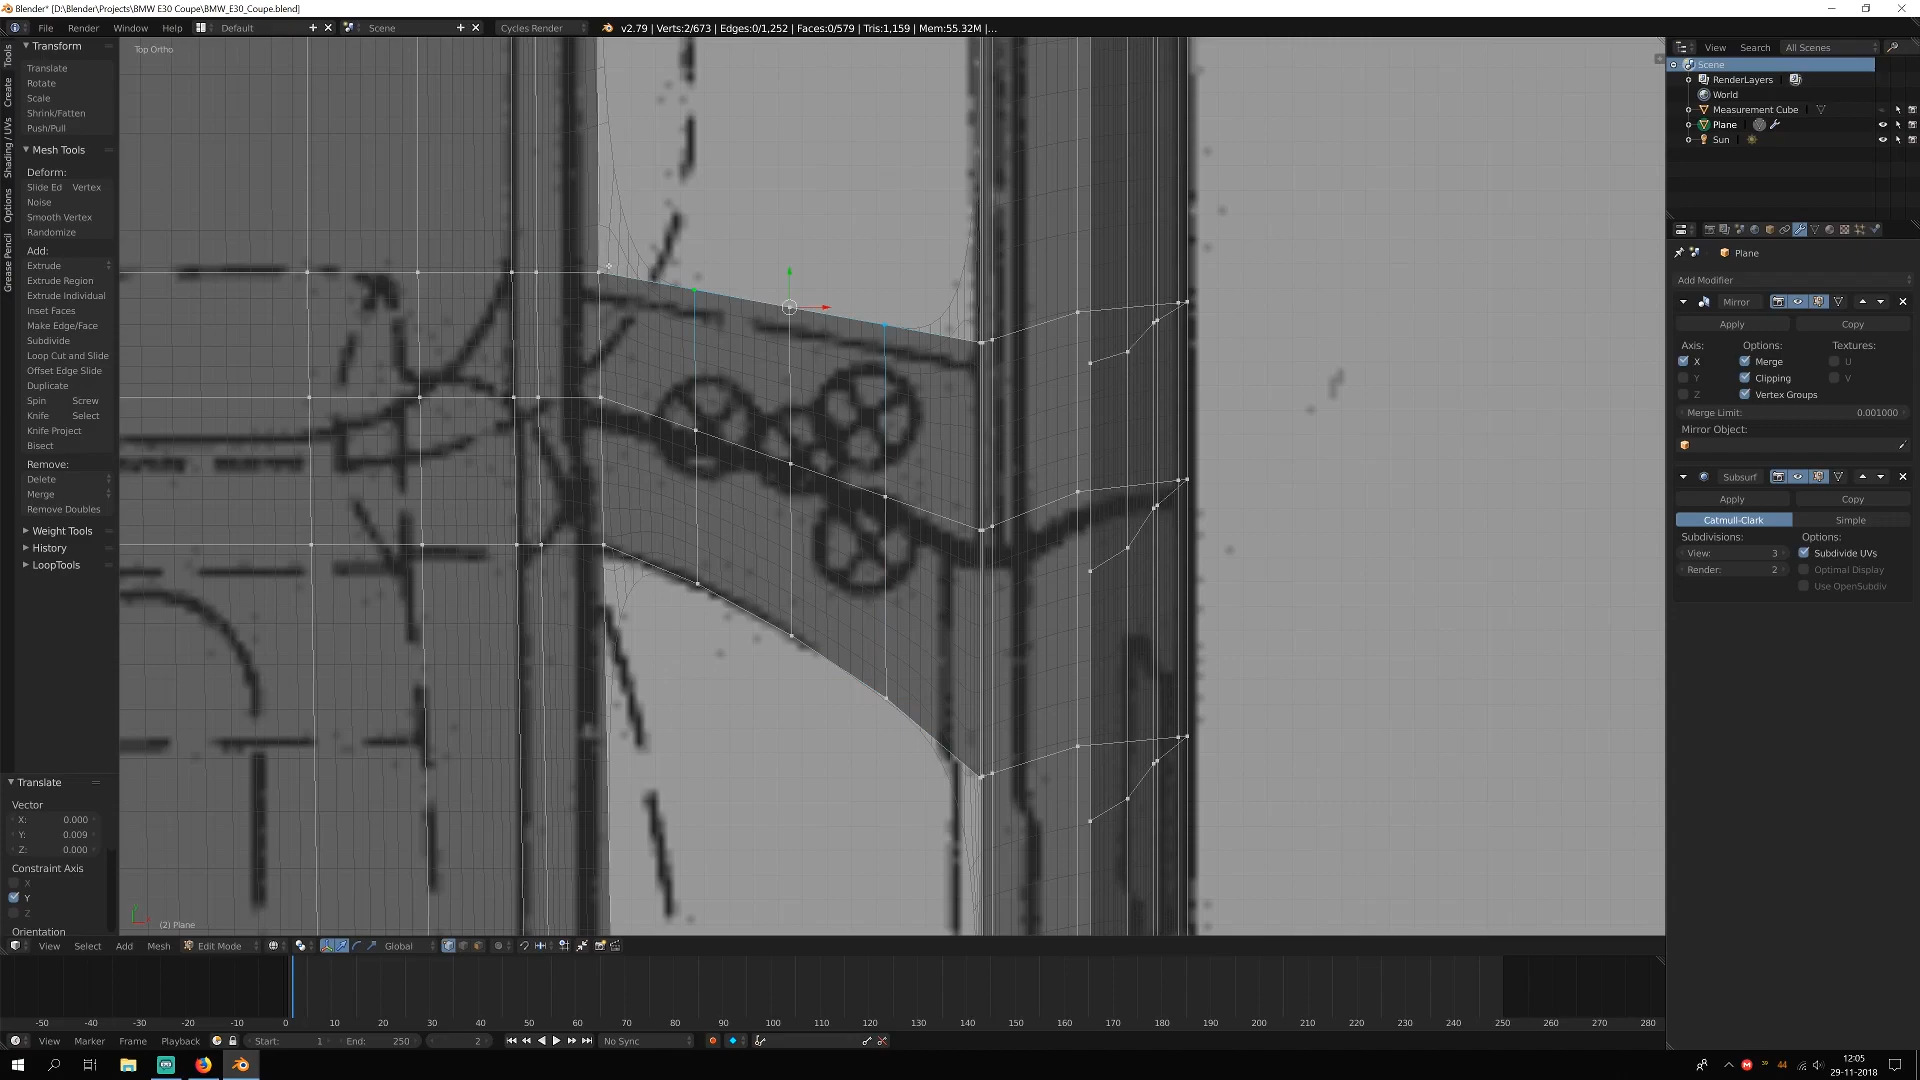 Blender* [D:\Blender\Projects\BMW E30 Coupe\BMW_E30_Coupe.blend]
File Render Window Help Default Scene Cycles Render v2.79 | Verts:2/673 | Edges:0/1,252 | Faces:0/579 | Tris:1,159 | Mem:55.32M |...
Tools
Create
Shading / UVs
Options
Grease Pencil
Transform
Translate
Rotate
Scale
Shrink/Fatten
Push/Pull
Mesh Tools
Deform:
Slide Ed Vertex
Noise
Smooth Vertex
Randomize
Add:
Extrude
Extrude Region
Extrude Individual
Inset Faces
Make Edge/Face
Subdivide
Loop Cut and Slide
Offset Edge Slide
Duplicate
Spin Screw
Knife Select
Knife Project
Bisect
Remove:
Delete
Merge
Remove Doubles
Weight Tools
History
LoopTools
Translate
Vector
X: 0.000
Y: 0.009
Z: 0.000
Constraint Axis
X
Y
Z
Orientation
Top Ortho
(2) Plane
View Select Add Mesh Edit Mode Global
View Search All Scenes
Scene
RenderLayers
World
Measurement Cube
Plane
Sun
Plane
Add Modifier
Mirror
Apply Copy
Axis: Options: Textures:
X Merge U
Y Clipping V
Z Vertex Groups
Merge Limit: 0.001000
Mirror Object:
Subsurf
Apply Copy
Catmull-Clark Simple
Subdivisions: Options:
View: 3 Subdivide UVs
Render: 2 Optimal Display
Use OpenSubdiv
-50 -40 -30 -20 -10 0 10 20 30 40 50 60 70 80 90 100 110 120 130 140 150 160 170 180 190 200 210 220 230 240 250 260 270 280
View Marker Frame Playback Start: 1 End: 250 2 No Sync
44
12:05
29-11-2018